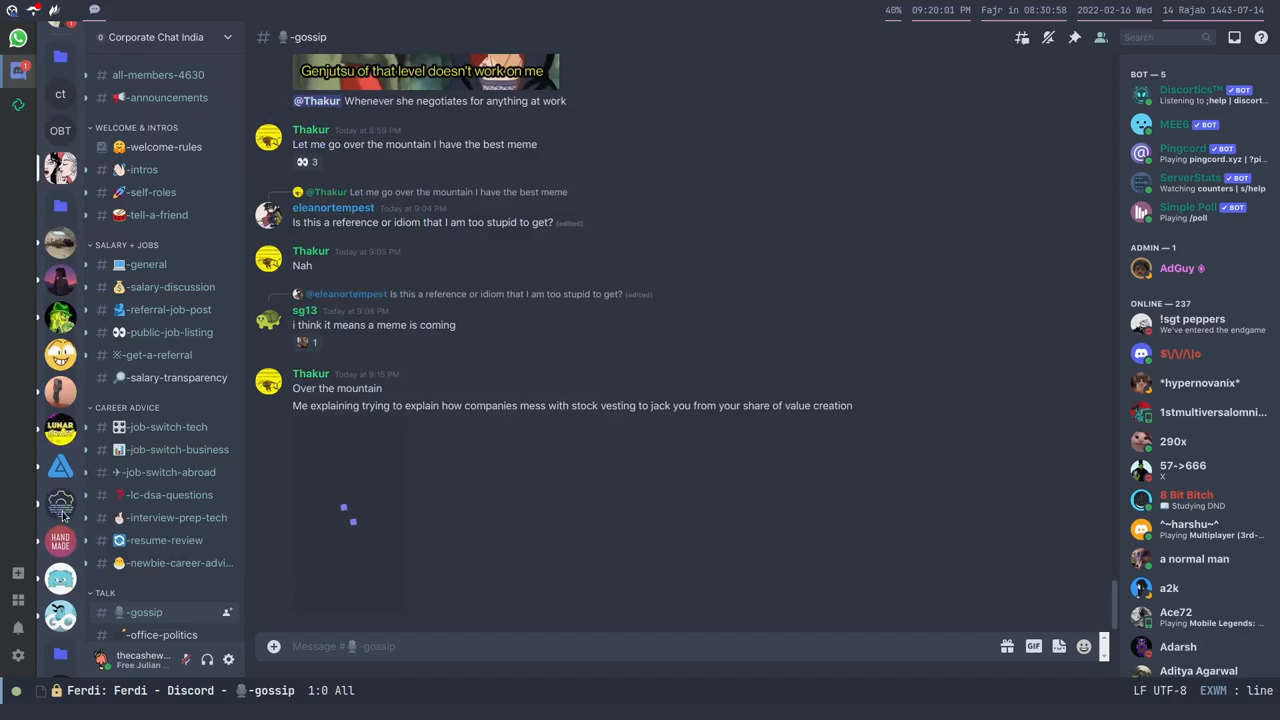 40% 09:20:01 PM Fajr in 08:30:58 2022-02-16 Wed 14 Rajab 1443-07-14
Corporate Chat India
-gossip
Search
all-members-4630
-announcements
WELCOME & INTROS
-welcome-rules
-intros
-self-roles
-tell-a-friend
SALARY + JOBS
-general
-salary-discussion
-referral-job-post
-public-job-listing
-get-a-referral
-salary-transparency
CAREER ADVICE
-job-switch-tech
-job-switch-business
-job-switch-abroad
-lc-dsa-questions
-interview-prep-tech
-resume-review
-newbie-career-advi...
TALK
-gossip
-office-politics
thecashew...
Free Julian ...
ct
OBT
LUNAR
HAND
MADE
GO
Genjutsu of that level doesn't work on me
@Thakur Whenever she negotiates for anything at work
Thakur Today at 8:59 PM
Let me go over the mountain I have the best meme
3
@Thakur Let me go over the mountain I have the best meme
eleanortempest Today at 9:04 PM
Is this a reference or idiom that I am too stupid to get? (edited)
Thakur Today at 9:05 PM
Nah
@eleanortempest Is this a reference or idiom that I am too stupid to get? (edited)
sg13 Today at 9:08 PM
i think it means a meme is coming
1
Thakur Today at 9:15 PM
Over the mountain
Me explaining trying to explain how companies mess with stock vesting to jack you from your share of value creation
Message #-gossip
GIF
BOT — 5
Discortics™ BOT
Listening to ;help | discort...
MEE6 BOT
Pingcord BOT
Playing pingcord.xyz | ?pi...
ServerStats BOT
Watching counters | s/help
Simple Poll BOT
Playing /poll
ADMIN — 1
AdGuy
ONLINE — 237
!sgt peppers
We've entered the endgame
*hypernovanix*
1stmultiversalomni...
290x
57->666
X
8 Bit Bitch
Studying DND
^~harshu~^
Playing Multiplayer (3rd-...
a normal man
a2k
Ace72
Playing Mobile Legends: ...
Adarsh
Aditya Agarwal
Ferdi: Ferdi - Discord - -gossip 1:0 All
LF UTF-8 EXWM : line